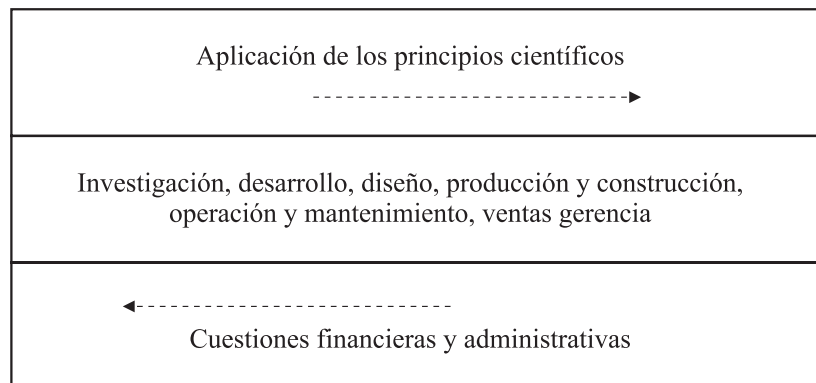 Aplicación de los principios científicos
Investigación, desarrollo, diseño, producción y construcción,
operación y mantenimiento, ventas gerencia
Cuestiones financieras y administrativas